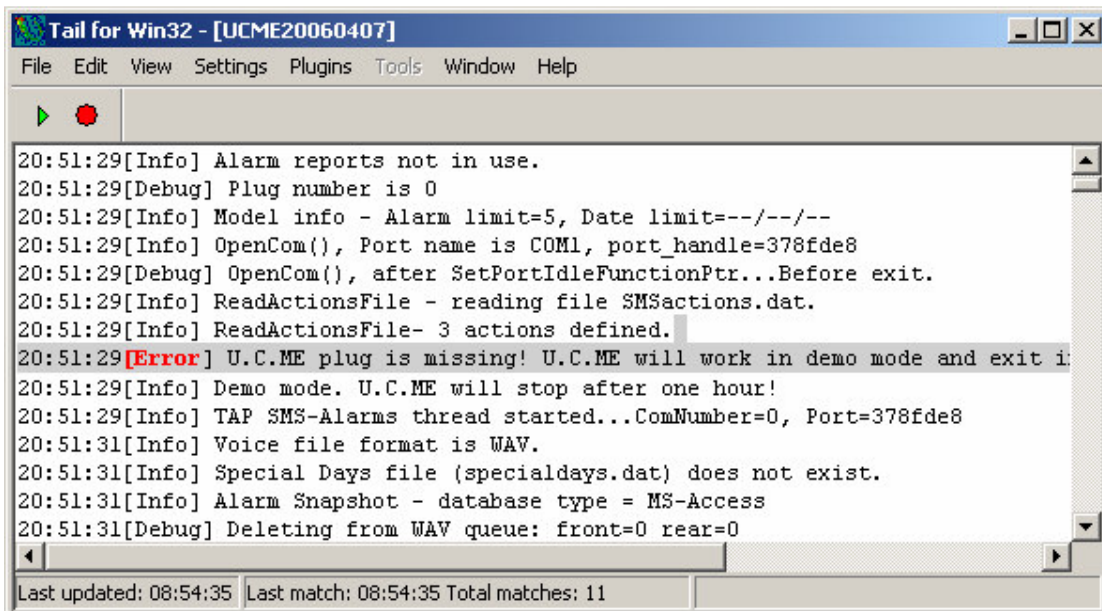 Tail for Win32 - [UCME20060407]
File Edit View Settings Plugins Tools Window Help
20:51:29[Info] Alarm reports not in use.
20:51:29[Debug] Plug number is 0
20:51:29[Info] Model info - Alarm limit=5, Date limit=--/--/--
20:51:29[Info] OpenCom(), Port name is COM1, port_handle=378fde8
20:51:29[Debug] OpenCom(), after SetPortIdleFunctionPtr...Before exit.
20:51:29[Info] ReadActionsFile - reading file SMSactions.dat.
20:51:29[Info] ReadActionsFile- 3 actions defined.
20:51:29[Error] U.C.ME plug is missing! U.C.ME will work in demo mode and exit i
20:51:29[Info] Demo mode. U.C.ME will stop after one hour!
20:51:29[Info] TAP SMS-Alarms thread started...ComNumber=0, Port=378fde8
20:51:31[Info] Voice file format is WAV.
20:51:31[Info] Special Days file (specialdays.dat) does not exist.
20:51:31[Info] Alarm Snapshot - database type = MS-Access
20:51:31[Debug] Deleting from WAV queue: front=0 rear=0
Last updated: 08:54:35 Last match: 08:54:35 Total matches: 11